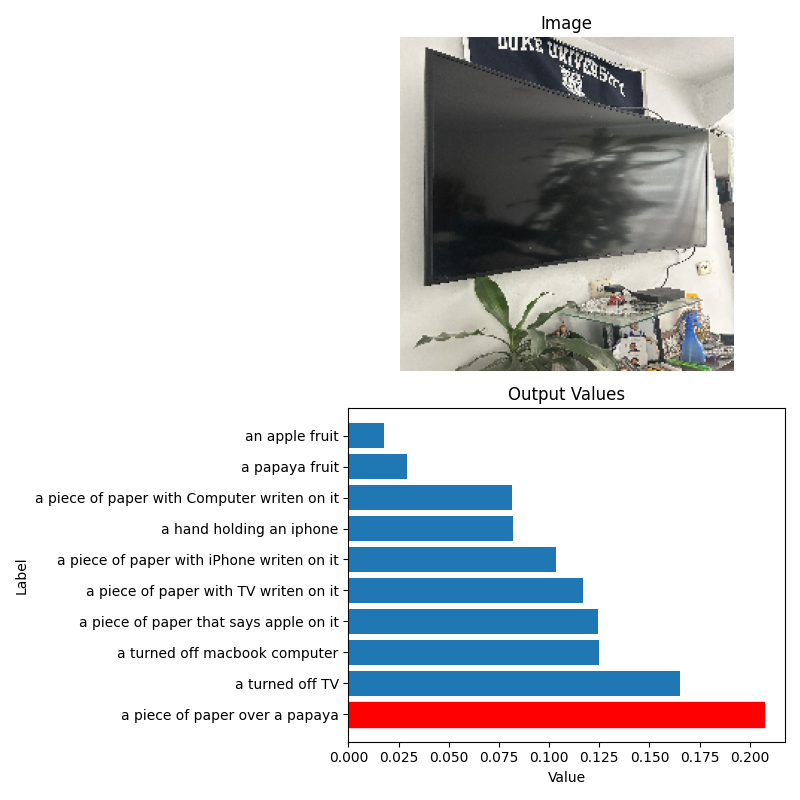 Image
DUKE UNIVERSITY
Output Values
an apple fruit
a papaya fruit
a piece of paper with Computer writen on it
a hand holding an iphone
a piece of paper with iPhone writen on it
a piece of paper with TV writen on it
a piece of paper that says apple on it
a turned off macbook computer
a turned off TV
a piece of paper over a papaya
Label
0.000 0.025 0.050 0.075 0.100 0.125 0.150 0.175 0.200
Value